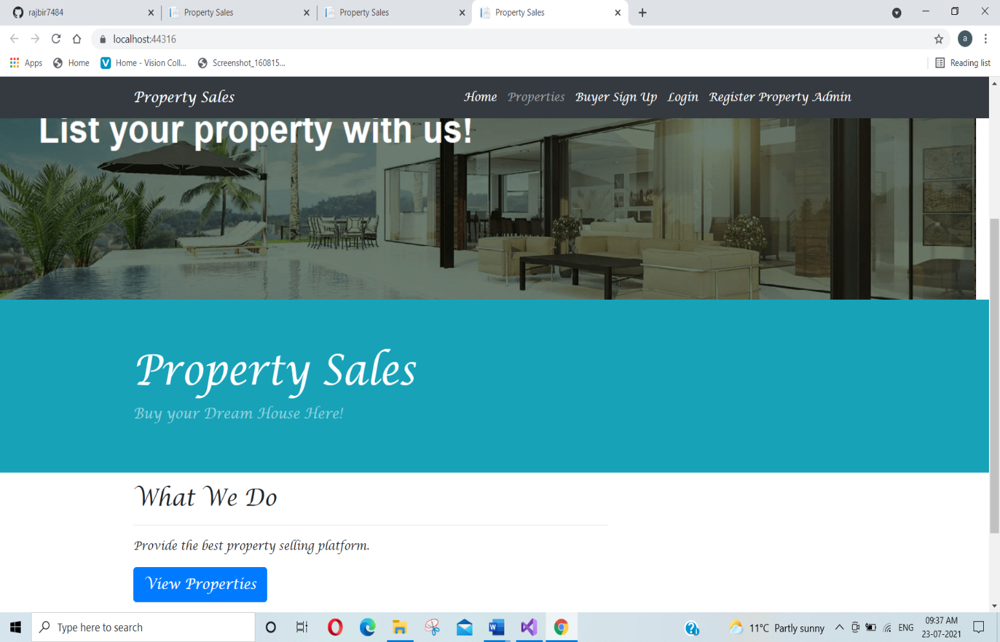 rajbir7484
Property Sales
Property Sales
Property Sales
localhost:44316
a
Apps
Home
Home - Vision Coll...
Screenshot_160815...
Reading list
Property Sales
Home Properties Buyer Sign Up Login Register Property Admin
List your property with us!
Property Sales
Buy your Dream House Here!
What We Do
Provide the best property selling platform.
View Properties
Type here to search
11°C Partly sunny
ENG
09:37 AM
23-07-2021